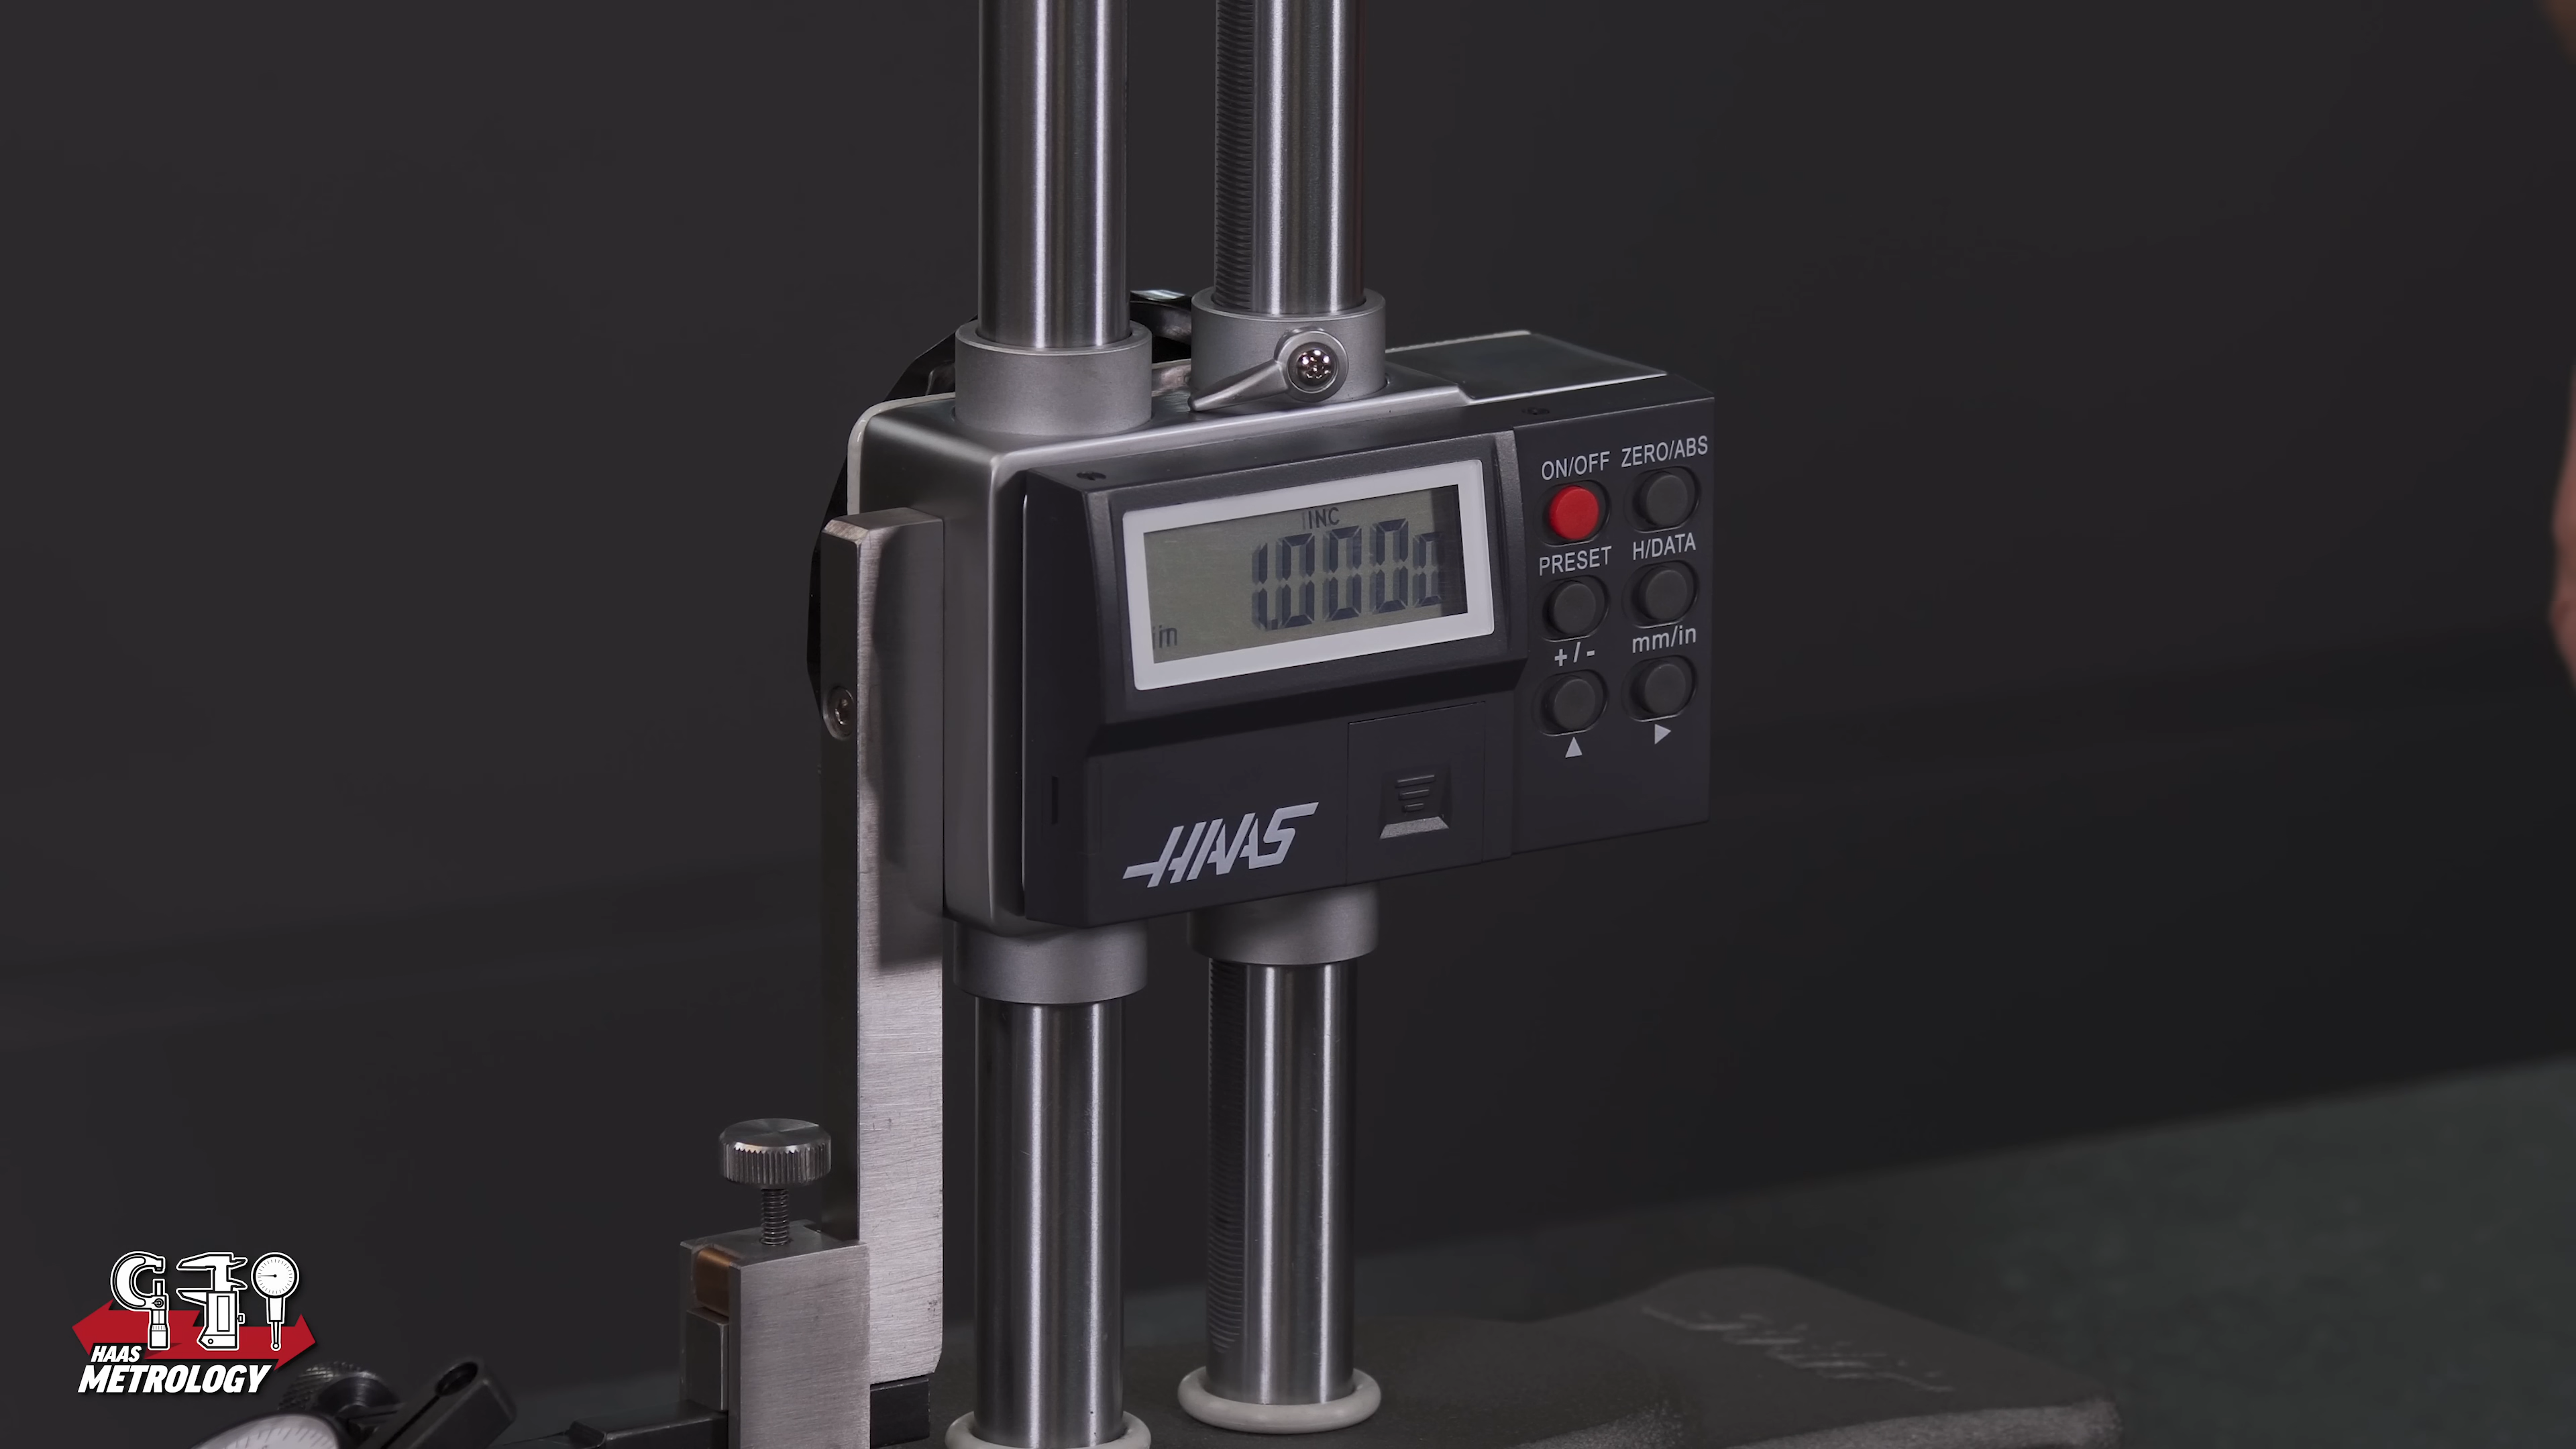 ON/OFF ZERO/ABS
INC
1.0000
in
PRESET H/DATA
+/- mm/in
HAAS
HAAS
METROLOGY